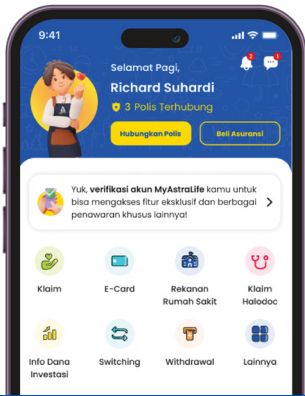 9:41
Selamat Pagi,
Richard Suhardi
3 Polis Terhubung
Hubungkan Polis
Beli Asuransi
Yuk, verifikasi akun MyAstraLife kamu untuk
bisa mengakses fitur eksklusif dan berbagai
penawaran khusus lainnya!
Klaim
E-Card
Rekanan
Rumah Sakit
Klaim
Halodoc
Info Dana
Investasi
Switching
Withdrawal
Lainnya